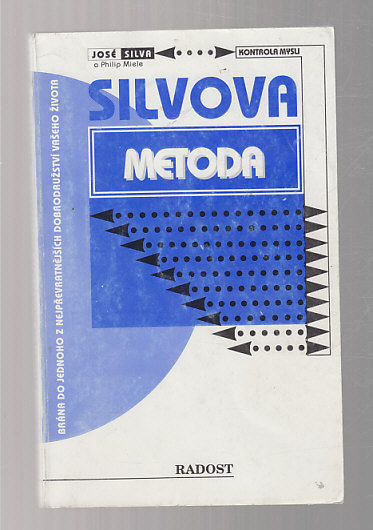 JOSÉ SILVA
a Philip Miele
KONTROLA MYSLI
SILVOVA
METODA
BRÁNA DO JEDNOHO Z NEJPŘEVRATNĚJŠÍCH DOBRODRUŽSTVÍ VAŠEHO ŽIVOTA
RADOST